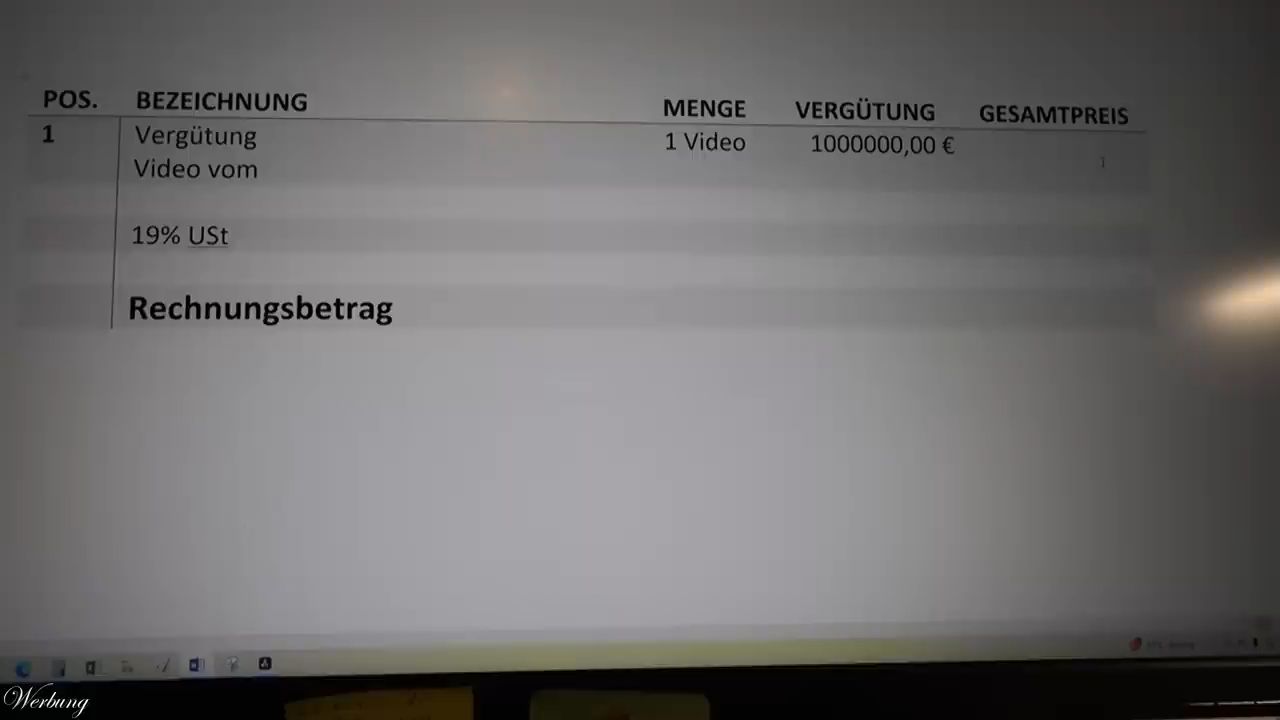 POS. BEZEICHNUNG MENGE VERGÜTUNG GESAMTPREIS
1 Vergütung 1 Video 1000000,00 €
Video vom
19% USt
Rechnungsbetrag
Werbung